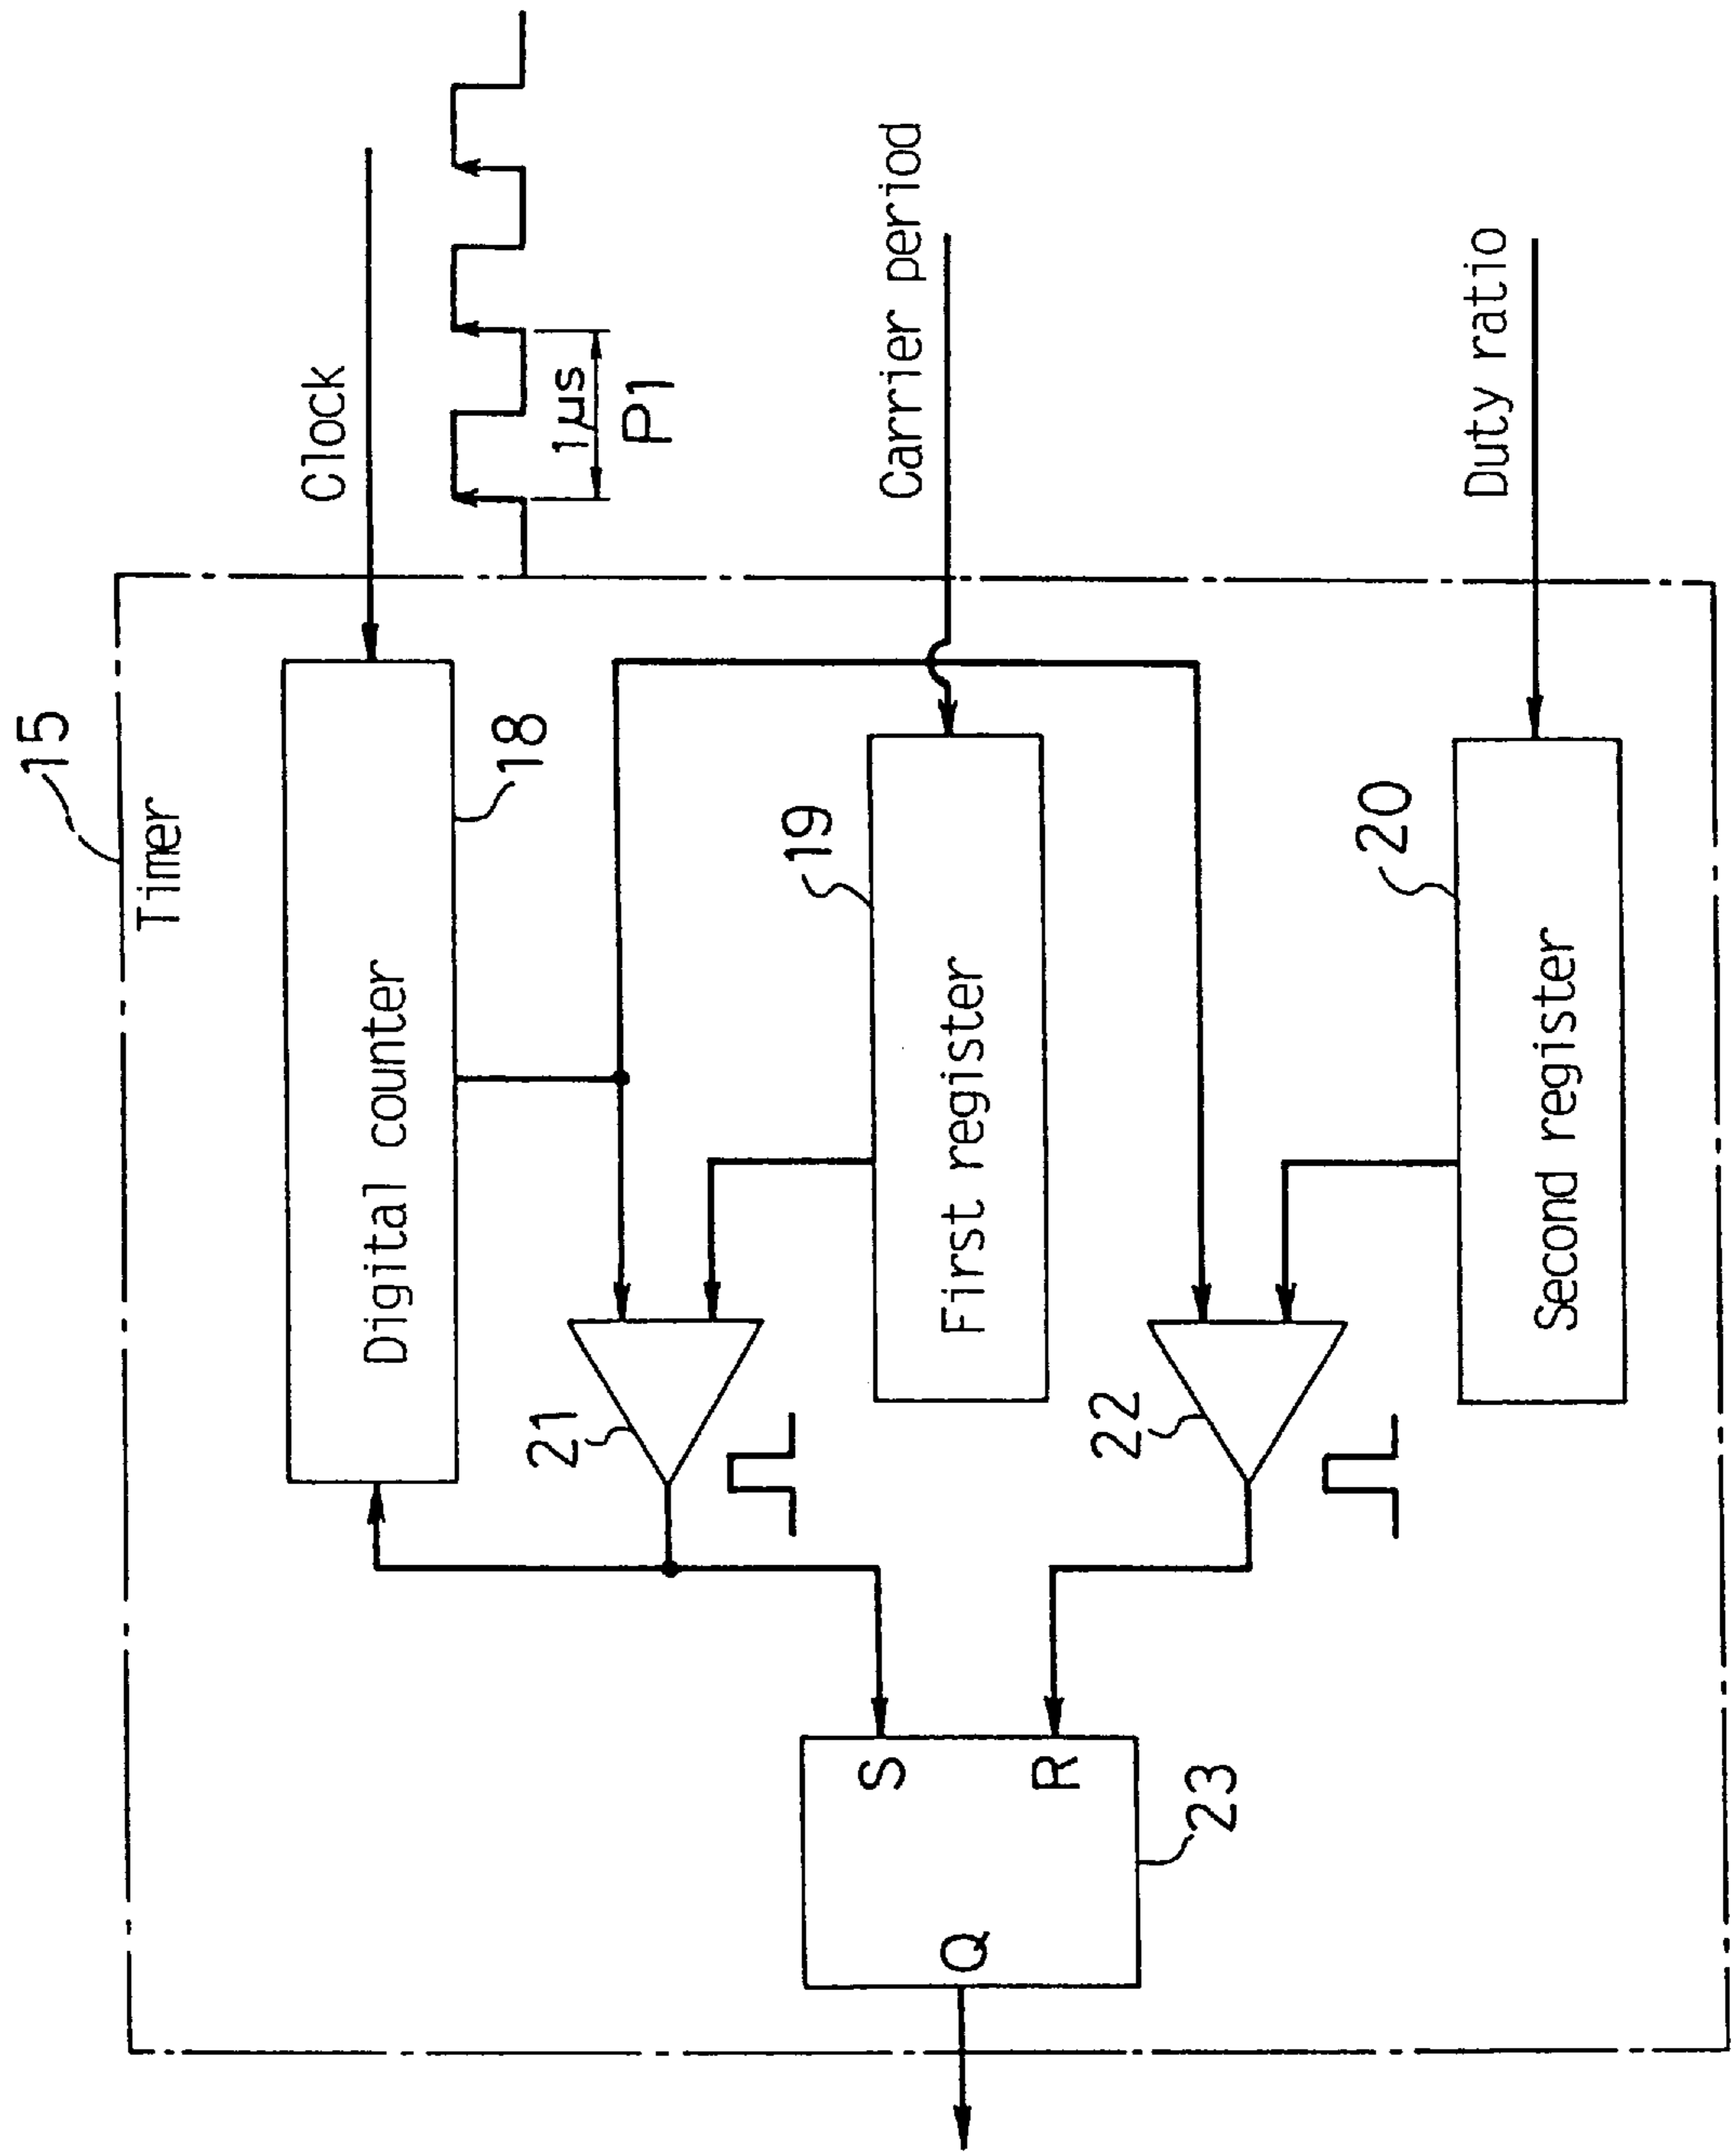 15
Timer
Clock
Digital counter
18
1μs
P1
21
19
Carrier period
First register
S
Q
R
23
22
20
Duty ratio
Second register